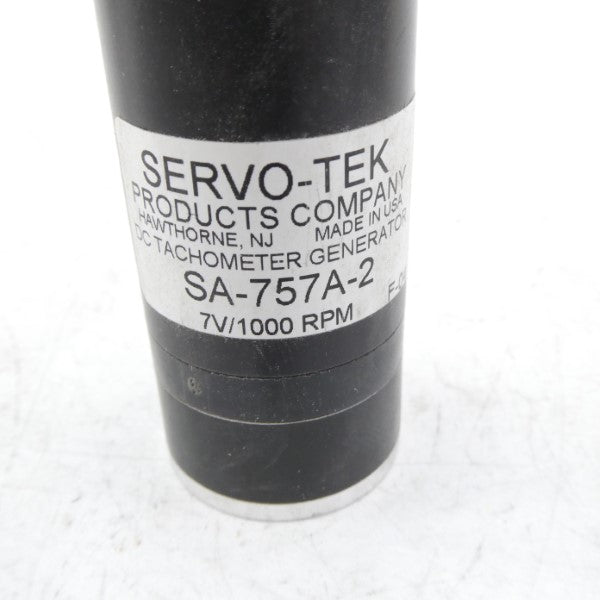 SERVO-TEK
PRODUCTS COMPANY
HAWTHORNE, NJ MADE IN USA
DC TACHOMETER GENERATOR
SA-757A-2
7V/1000 RPM